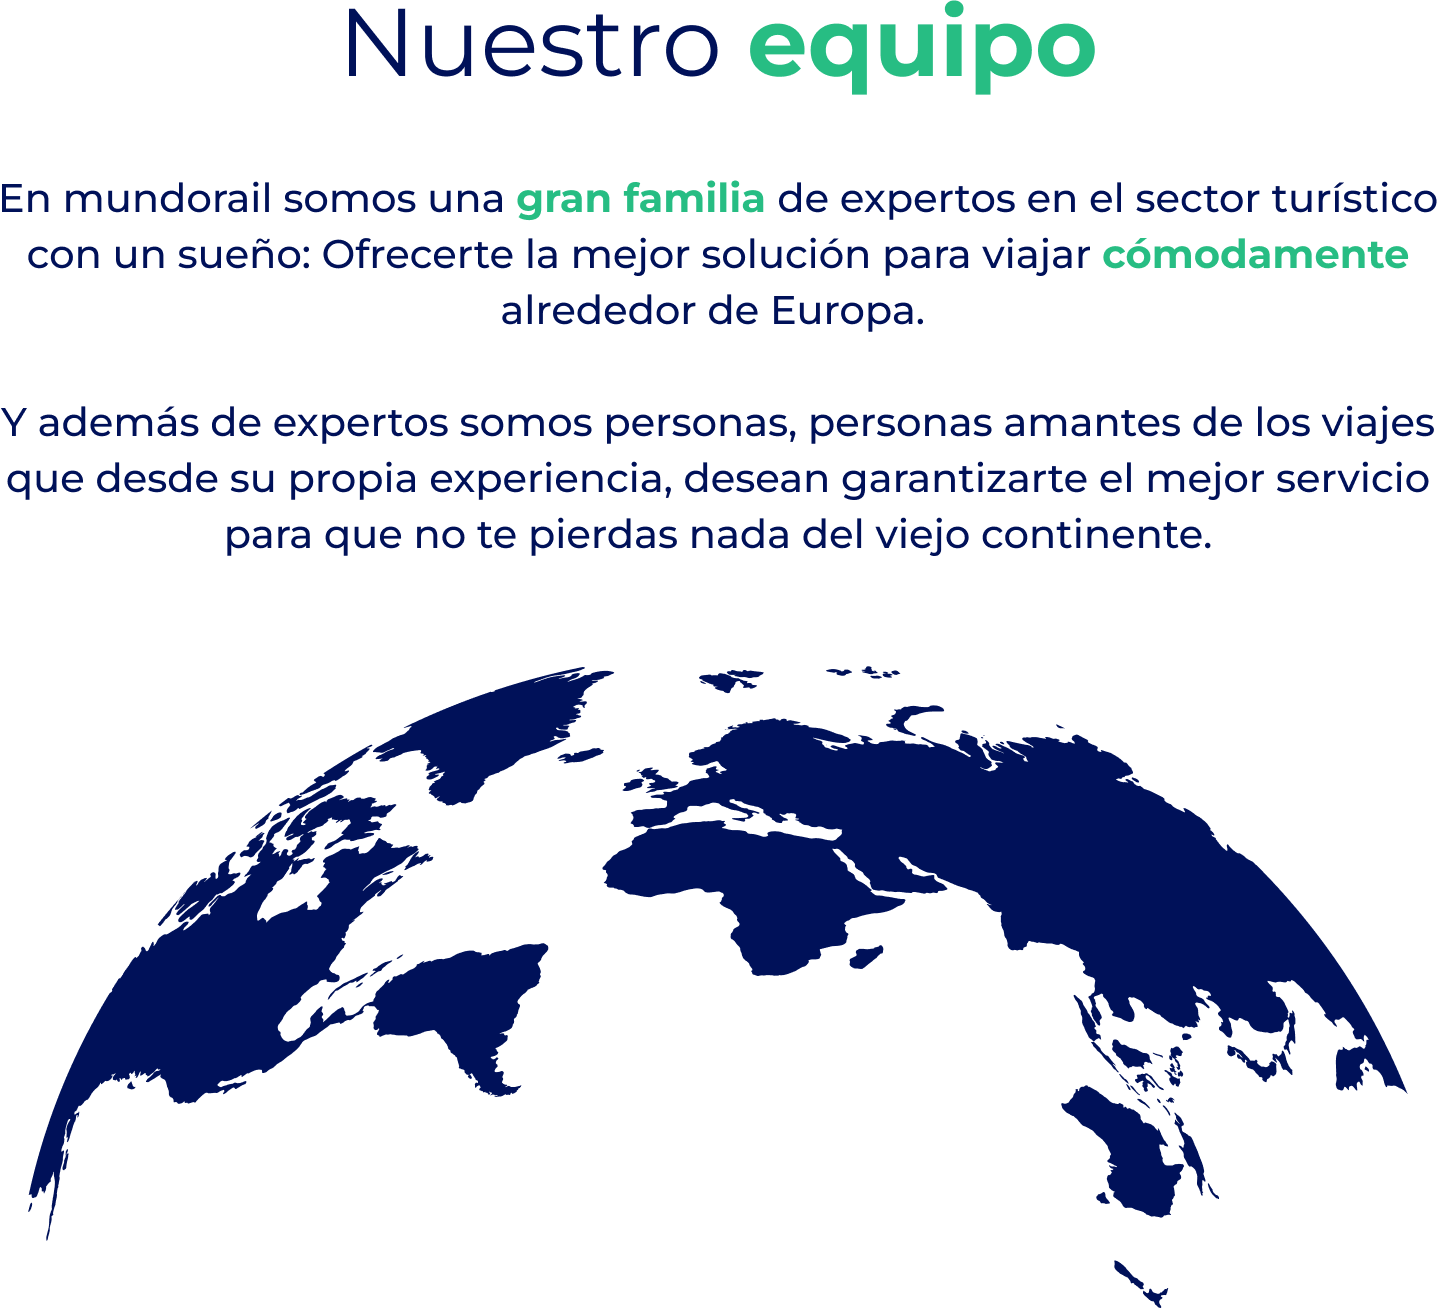 Nuestro equipo
En mundorail somos una gran familia de expertos en el sector turístico
con un sueño: Ofrecerte la mejor solución para viajar cómodamente
alrededor de Europa.
Y además de expertos somos personas, personas amantes de los viajes
que desde su propia experiencia, desean garantizarte el mejor servicio
para que no te pierdas nada del viejo continente.